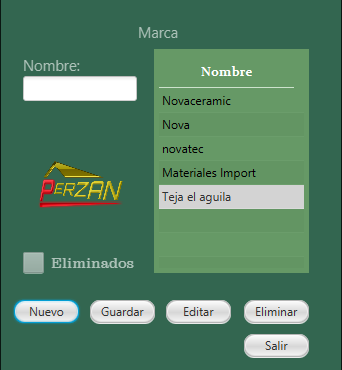 Marca
Nombre:
Nombre
Novaceramic
Nova
novatec
Materiales Import
Teja el aguila
PERZAN
Eliminados
Nuevo Guardar Editar Eliminar
Salir